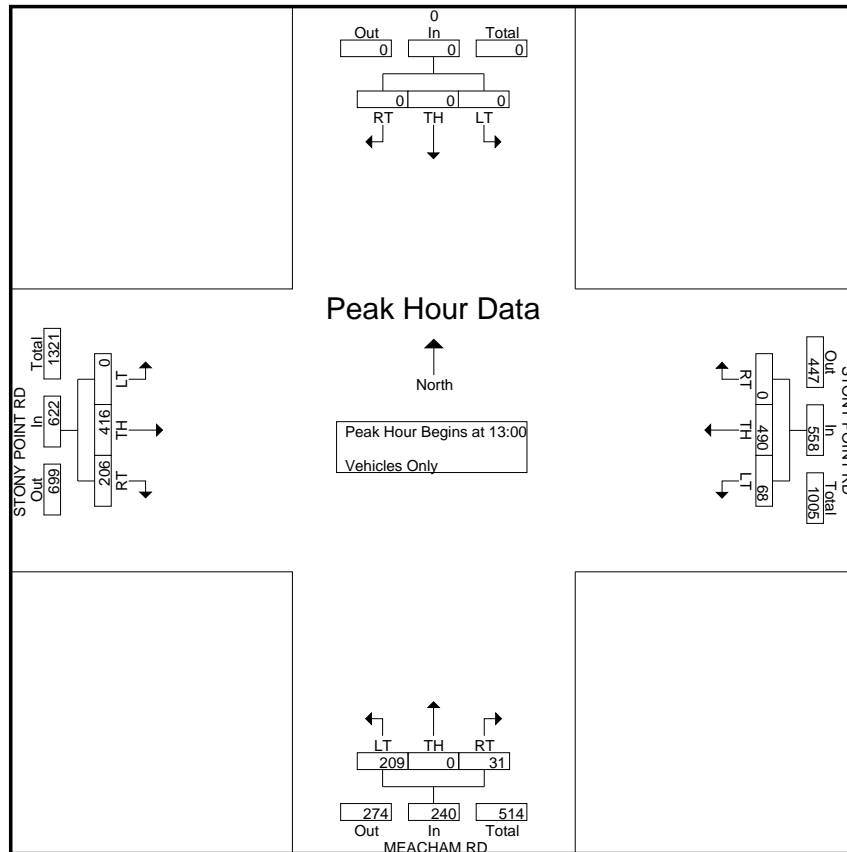 0
Out In Total
0 0 0
0 0 0
RT TH LT
Peak Hour Data
North
Peak Hour Begins at 13:00
Vehicles Only
STONY POINT RD
Total In Out
1321 622 699
0 416 206
LT TH RT
RT TH LT
0 490 68
Out In Total
447 558 1005
STONY POINT RD
LT TH RT
209 0 31
274 240 514
Out In Total
MEACHAM RD